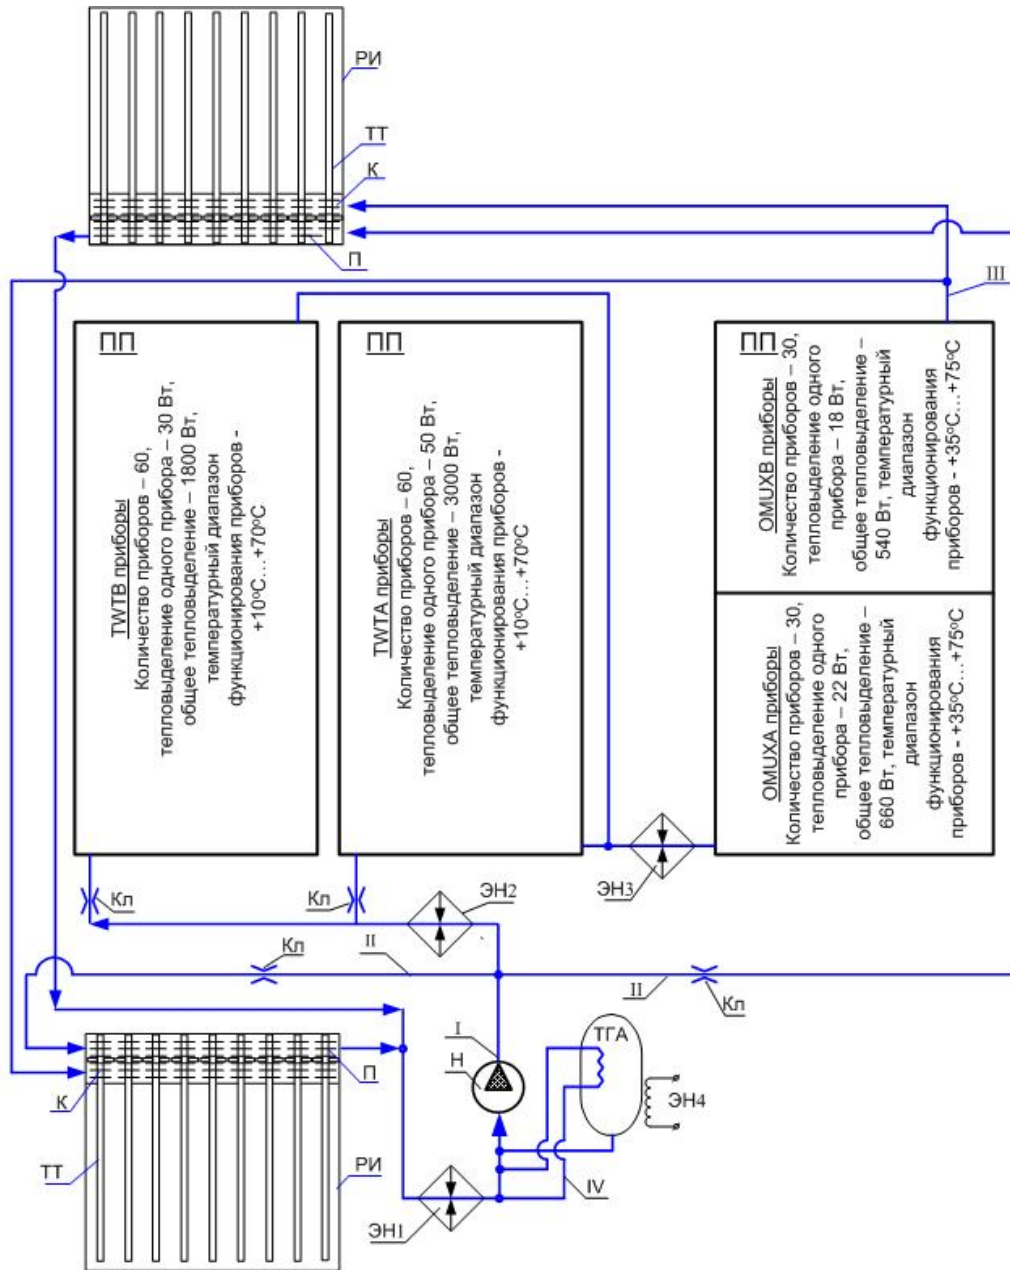 РИ
ТТ
К
П
III
ПП
TWTB приборы
Количество приборов – 60,
тепловыделение одного прибора – 30 Вт,
общее тепловыделение – 1800 Вт,
температурный диапазон
функционирования приборов -
+10ºС...+70ºС
ПП
TWTA приборы
Количество приборов – 60,
тепловыделение одного прибора – 50 Вт,
общее тепловыделение – 3000 Вт,
температурный диапазон
функционирования приборов -
+10ºС...+70ºС
ПП
OMUXB приборы
Количество приборов – 30,
тепловыделение одного
прибора – 18 Вт,
общее тепловыделение –
540 Вт, температурный
диапазон
функционирования
приборов - +35ºС...+75ºС
OMUXA приборы
Количество приборов – 30,
тепловыделение одного
прибора – 22 Вт,
общее тепловыделение –
660 Вт, температурный
диапазон
функционирования
приборов - +35ºС...+75ºС
Кл
Кл
ЭН2
ЭН3
Кл
II
II
Кл
I
Н
ТГА
ЭН4
П
К
ТТ
РИ
ЭН1
IV